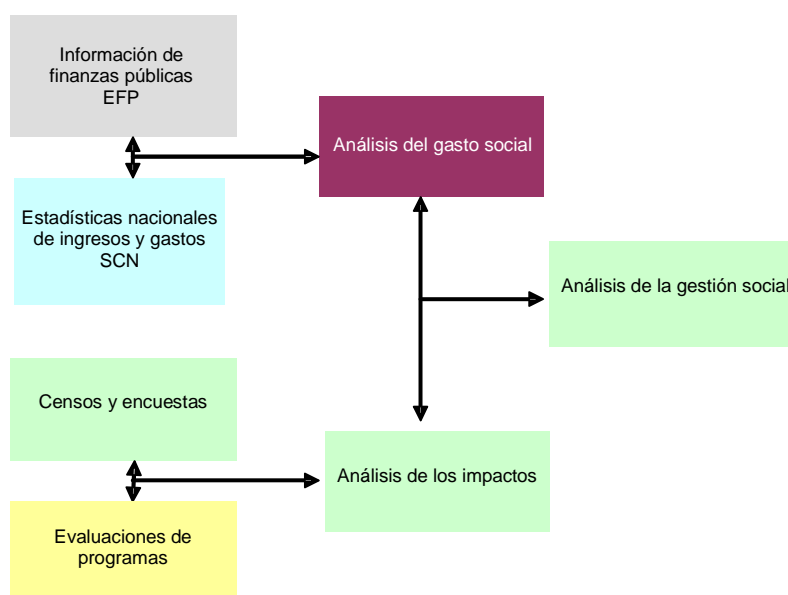 Información de
finanzas públicas
EFP
Análisis del gasto social
Estadísticas nacionales
de ingresos y gastos
SCN
Análisis de la gestión social
Censos y encuestas
Análisis de los impactos
Evaluaciones de
programas